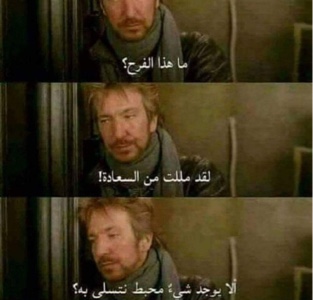 ما هذا الفرح؟
لقد مللت من السعادة!
ألا يوجد شيءٌ محبط نتسلى به؟